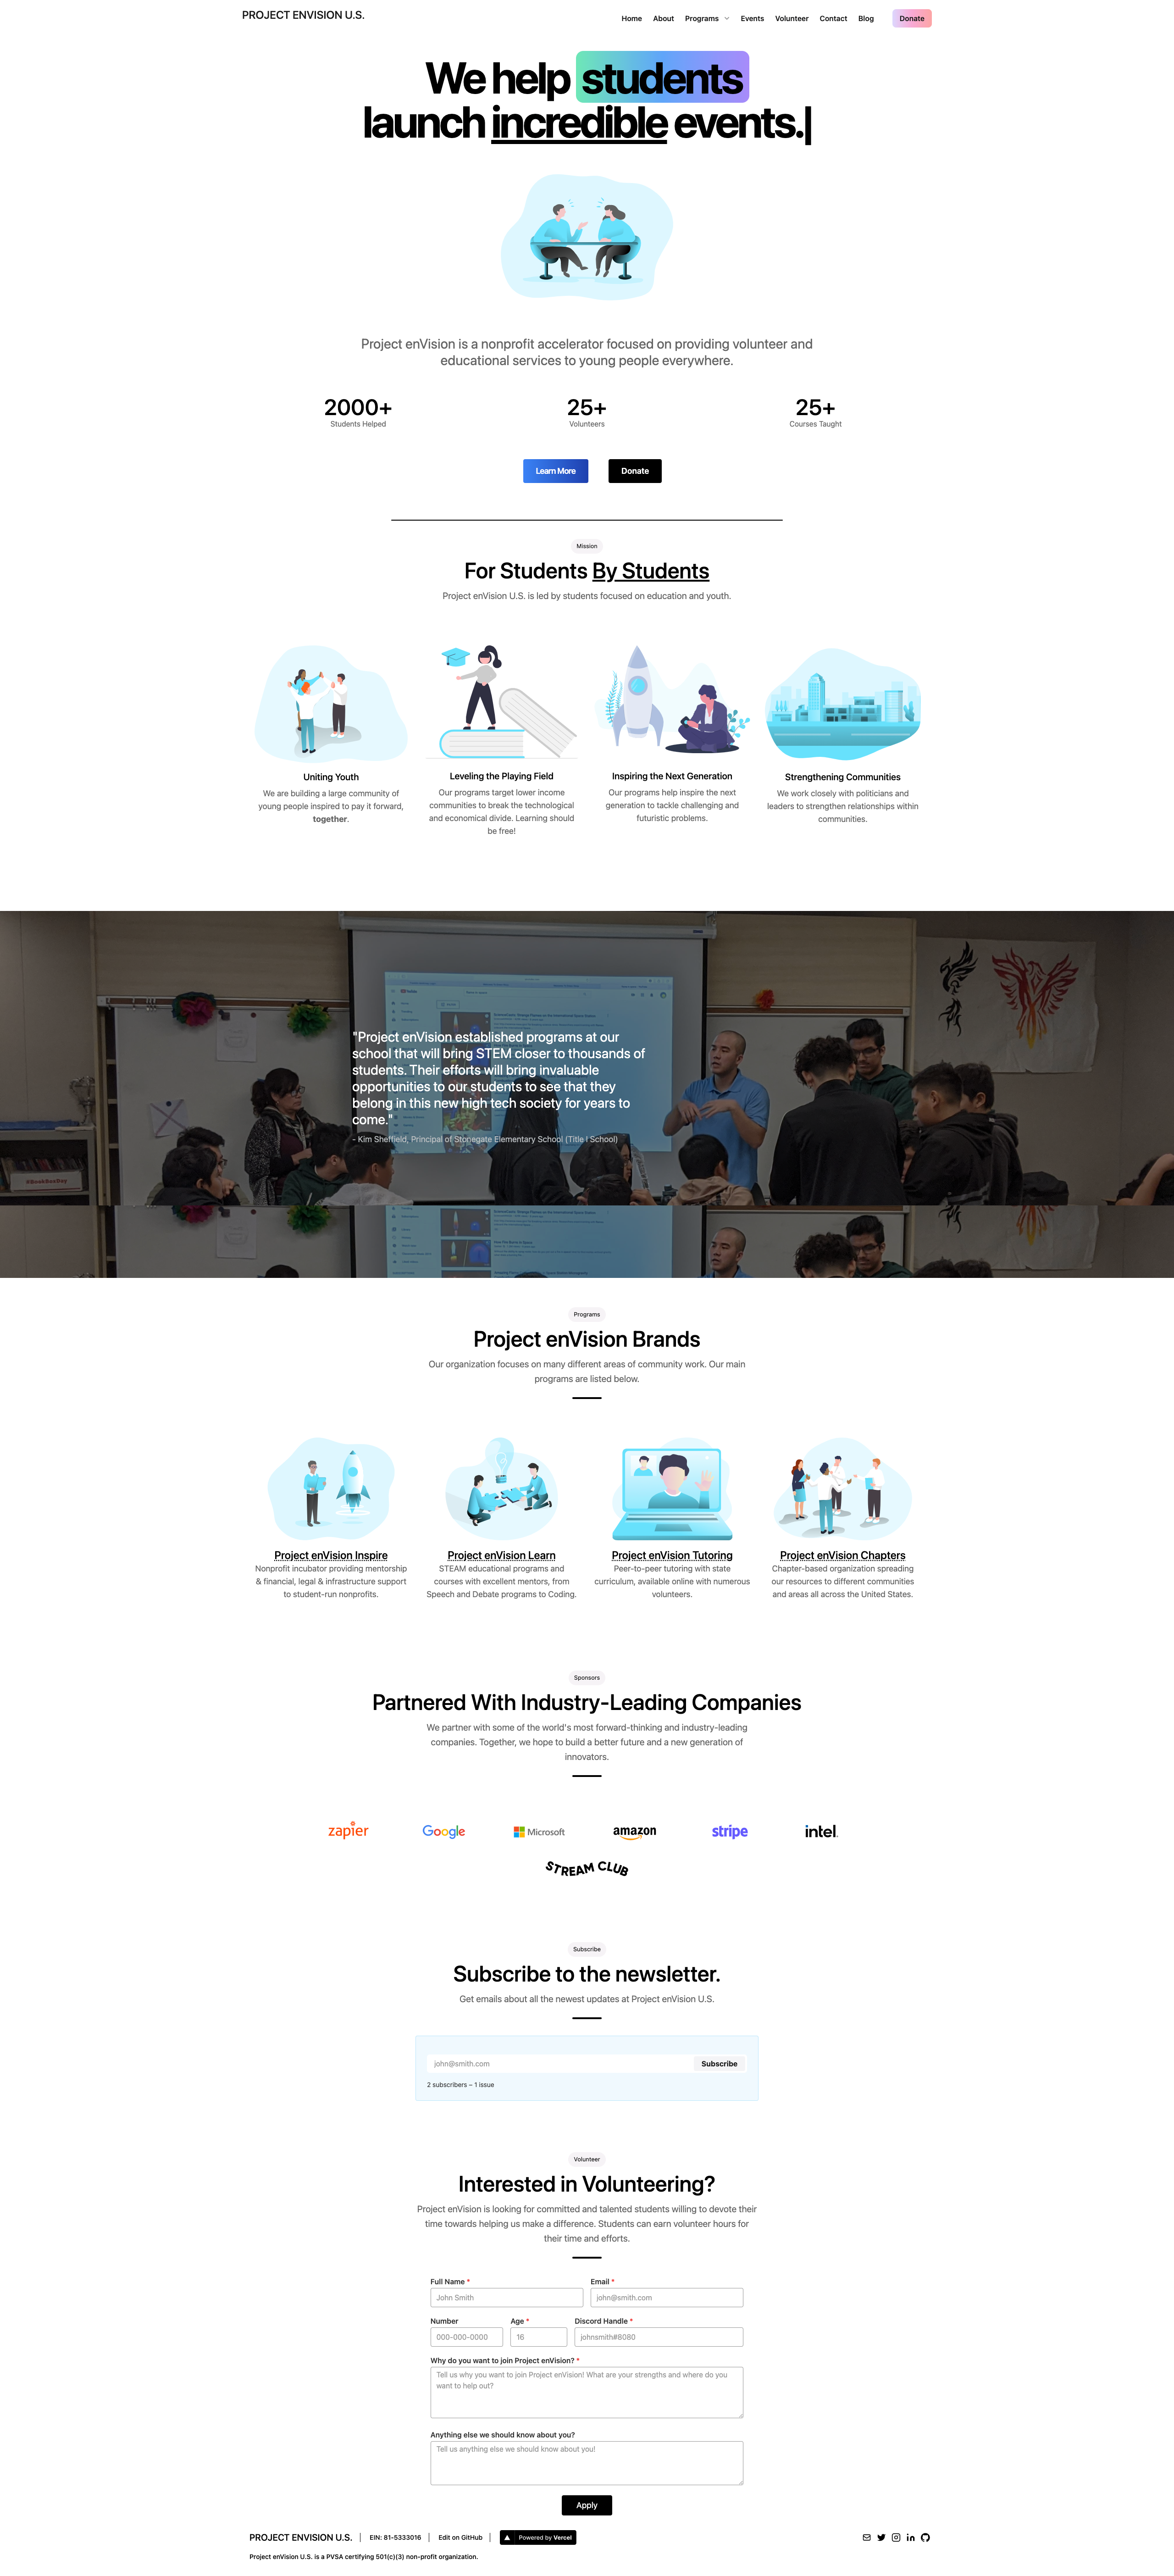 PROJECT ENVISION U.S.
Home About Programs Events Volunteer Contact Blog Donate
We help students
launch incredible events.|
Project enVision is a nonprofit accelerator focused on providing volunteer and
educational services to young people everywhere.
2000+ 25+ 25+
Students Helped Volunteers Courses Taught
Learn More Donate
Mission
For Students By Students
Project enVision U.S. is led by students focused on education and youth.
Uniting Youth
We are building a large community of
young people inspired to pay it forward,
together.
Leveling the Playing Field
Our programs target lower income
communities to break the technological
and economical divide. Learning should
be free!
Inspiring the Next Generation
Our programs help inspire the next
generation to tackle challenging and
futuristic problems.
Strengthening Communities
We work closely with politicians and
leaders to strengthen relationships within
communities.
"Project enVision established programs at our
school that will bring STEM closer to thousands of
students. Their efforts will bring invaluable
opportunities to our students to see that they
belong in this new high tech society for years to
come."
- Kim Sheffield, Principal of Stonegate Elementary School (Title I School)
Programs
Project enVision Brands
Our organization focuses on many different areas of community work. Our main
programs are listed below.
Project enVision Inspire
Nonprofit incubator providing mentorship
& financial, legal & infrastructure support
to student-run nonprofits.
Project enVision Learn
STEAM educational programs and
courses with excellent mentors, from
Speech and Debate programs to Coding.
Project enVision Tutoring
Peer-to-peer tutoring with state
curriculum, available online with numerous
volunteers.
Project enVision Chapters
Chapter-based organization spreading
our resources to different communities
and areas all across the United States.
Sponsors
Partnered With Industry-Leading Companies
We partner with some of the world's most forward-thinking and industry-leading
companies. Together, we hope to build a better future and a new generation of
innovators.
zapier Google Microsoft amazon stripe intel.
STREAM CLUB
Subscribe
Subscribe to the newsletter.
Get emails about all the newest updates at Project enVision U.S.
john@smith.com Subscribe
2 subscribers – 1 issue
Volunteer
Interested in Volunteering?
Project enVision is looking for committed and talented students willing to devote their
time towards helping us make a difference. Students can earn volunteer hours for
their time and efforts.
Full Name * Email *
John Smith john@smith.com
Number Age * Discord Handle *
000-000-0000 16 johnsmith#8080
Why do you want to join Project enVision? *
Tell us why you want to join Project enVision! What are your strengths and where do you
want to help out?
Anything else we should know about you?
Tell us anything else we should know about you!
Apply
PROJECT ENVISION U.S. | EIN: 81-5333016 | Edit on GitHub | Powered by Vercel
Project enVision U.S. is a PVSA certifying 501(c)(3) non-profit organization.